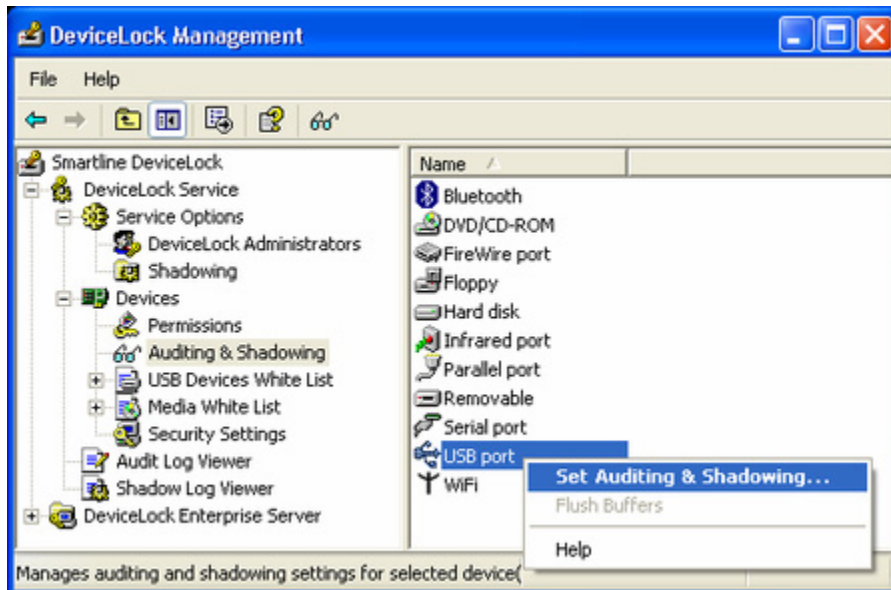 DeviceLock Management
File Help
Smartline DeviceLock
DeviceLock Service
Service Options
DeviceLock Administrators
Shadowing
Devices
Permissions
Auditing & Shadowing
USB Devices White List
Media White List
Security Settings
Audit Log Viewer
Shadow Log Viewer
DeviceLock Enterprise Server
Name
Bluetooth
DVD/CD-ROM
FireWire port
Floppy
Hard disk
Infrared port
Parallel port
Removable
Serial port
USB port
WiFi
Set Auditing & Shadowing...
Flush Buffers
Help
Manages auditing and shadowing settings for selected device(